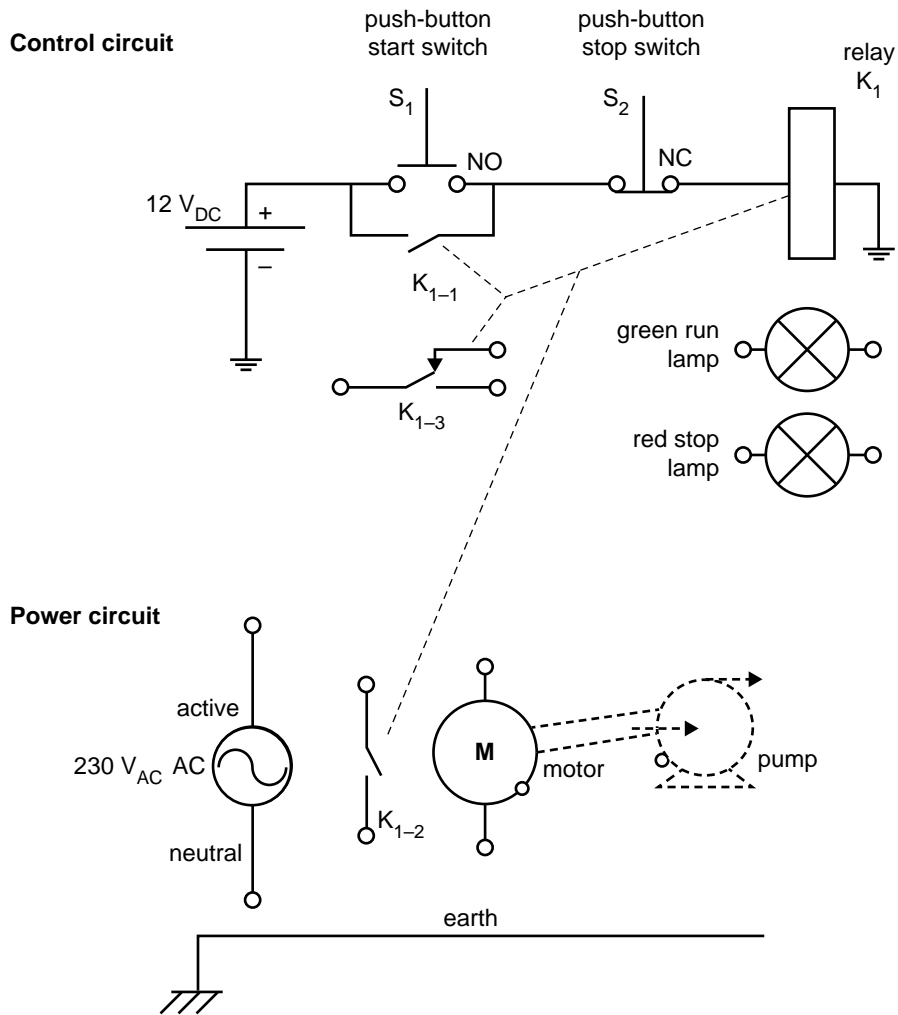 Control circuit
push-button
start switch
push-button
stop switch
relay
K1
S1
S2
NO
NC
12 VDC
+
–
K1–1
green run
lamp
K1–3
red stop
lamp
Power circuit
active
230 VAC AC
M
motor
pump
K1–2
neutral
earth